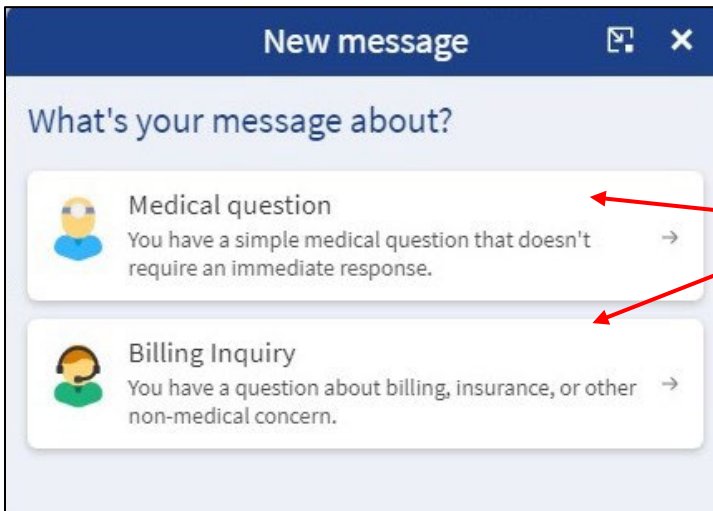 New message
What's your message about?
Medical question
You have a simple medical question that doesn't
require an immediate response.
Billing Inquiry
You have a question about billing, insurance, or other
non-medical concern.